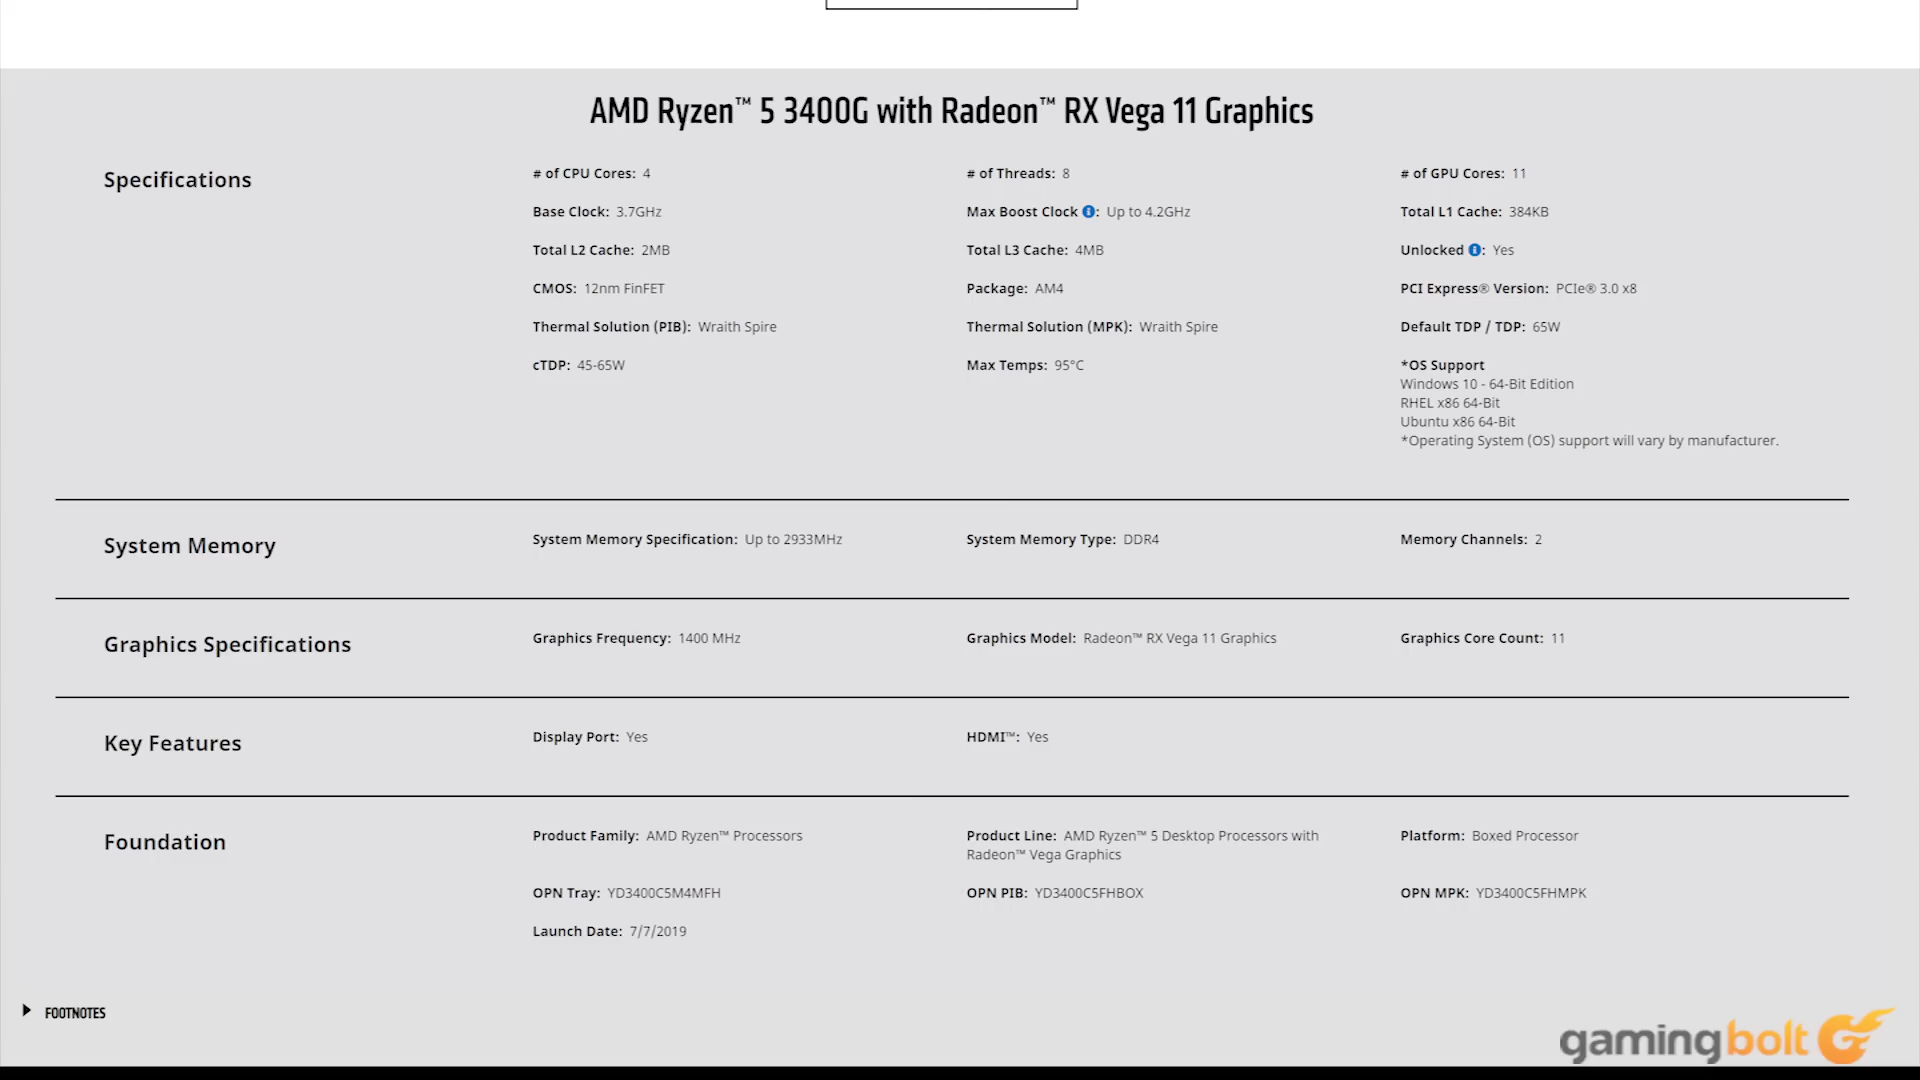 AMD Ryzen™ 5 3400G with Radeon™ RX Vega 11 Graphics
Specifications
# of CPU Cores: 4
# of Threads: 8
# of GPU Cores: 11
Base Clock: 3.7GHz
Max Boost Clock : Up to 4.2GHz
Total L1 Cache: 384KB
Total L2 Cache: 2MB
Total L3 Cache: 4MB
Unlocked : Yes
CMOS: 12nm FinFET
Package: AM4
PCI Express® Version: PCIe® 3.0 x8
Thermal Solution (PIB): Wraith Spire
Thermal Solution (MPK): Wraith Spire
Default TDP / TDP: 65W
cTDP: 45-65W
Max Temps: 95°C
*OS Support
Windows 10 - 64-Bit Edition
RHEL x86 64-Bit
Ubuntu x86 64-Bit
*Operating System (OS) support will vary by manufacturer.
System Memory
System Memory Specification: Up to 2933MHz
System Memory Type: DDR4
Memory Channels: 2
Graphics Specifications
Graphics Frequency: 1400 MHz
Graphics Model: Radeon™ RX Vega 11 Graphics
Graphics Core Count: 11
Key Features
Display Port: Yes
HDMI™: Yes
Foundation
Product Family: AMD Ryzen™ Processors
Product Line: AMD Ryzen™ 5 Desktop Processors with
Radeon™ Vega Graphics
Platform: Boxed Processor
OPN Tray: YD3400C5M4MFH
OPN PIB: YD3400C5FHBOX
OPN MPK: YD3400C5FHMPK
Launch Date: 7/7/2019
FOOTNOTES
gamingbolt